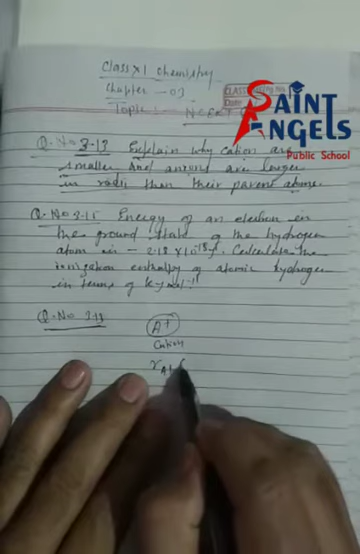 Class XI Chemistry
Chapter - 03
Topic :- NCERT
CLASS
Date
SAINT
ANGELS
Public School
Q.No 3.13 Explain why cation are
smaller and anions are larger
in radii than their parent atoms.
Q.No 3.15 Energy of an electron in
the ground state of the hydrogen
atom is - 2.18 × 10⁻¹⁸ J. Calculate the
ionization enthalpy of atomic hydrogen
in terms of KJ mol⁻¹
Q.No 3.13
A+
Cation
rA+ (